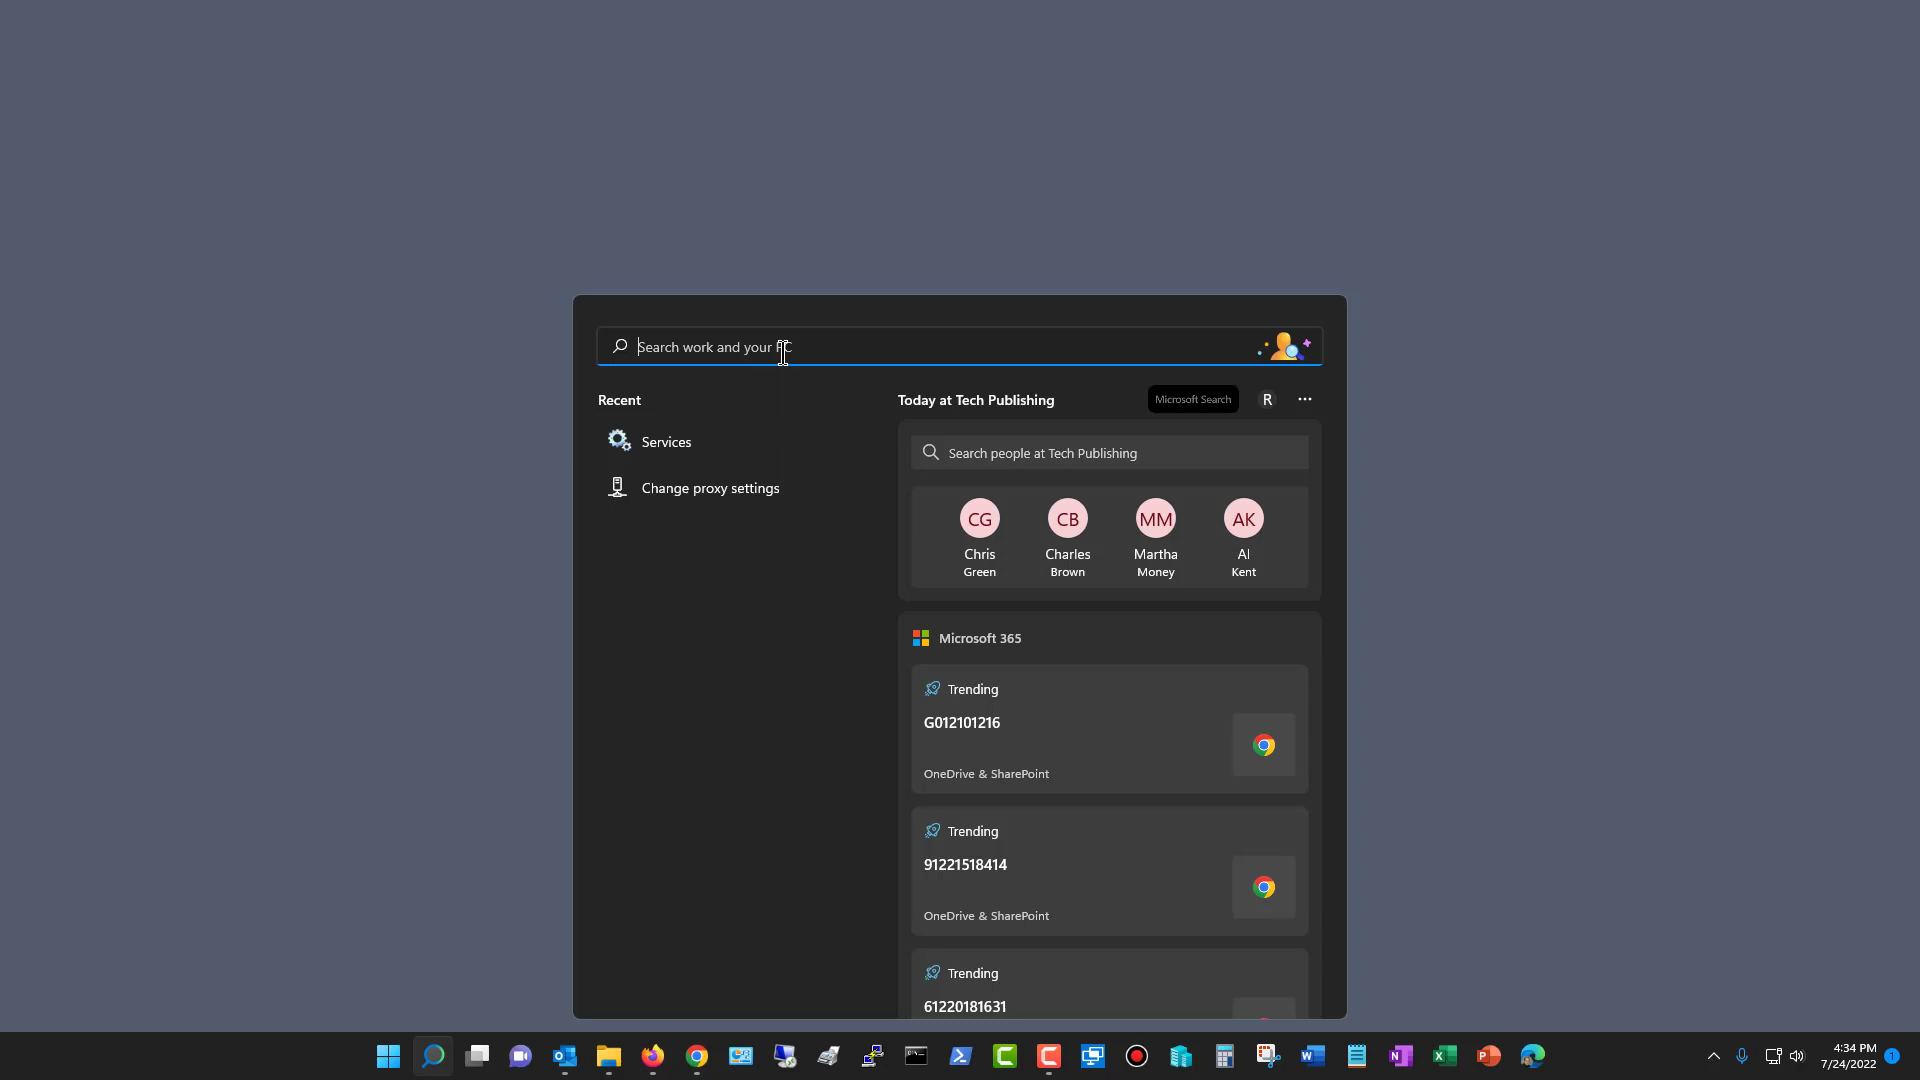 Search work and your PC
Recent
Services
Change proxy settings
Today at Tech Publishing
Microsoft Search
R
Search people at Tech Publishing
CG
Chris
Green
CB
Charles
Brown
MM
Martha
Money
AK
Al
Kent
Microsoft 365
Trending
G012101216
OneDrive & SharePoint
Trending
91221518414
OneDrive & SharePoint
Trending
61220181631
4:34 PM
7/24/2022
1